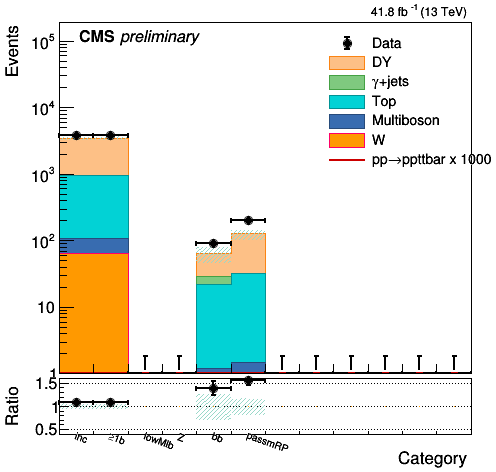 41.8 fb⁻¹ (13 TeV)
CMS preliminary
Events
10⁵
10⁴
10³
10²
10
1
Data
DY
γ+jets
Top
Multiboson
W
pp→ppttbar x 1000
Ratio
1.5
1
0.5
inc
≥1b
lowMlb
Z
bb
passmRP
Category